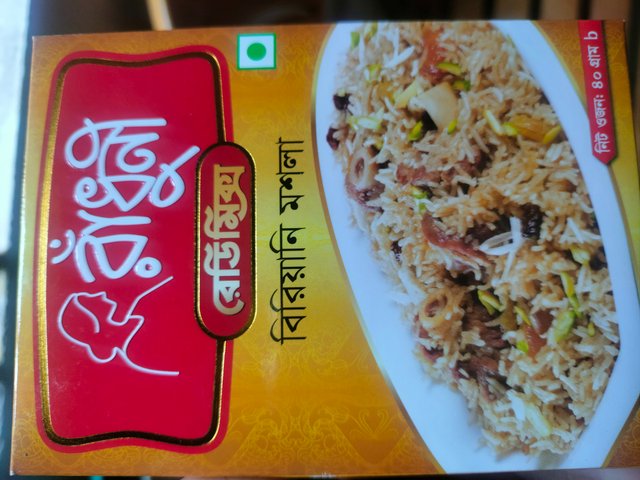 রাঁধুনী
রেডিমিক্স
বিরিয়ানি মশলা
নিট ওজন: ৪০ গ্রাম ৳